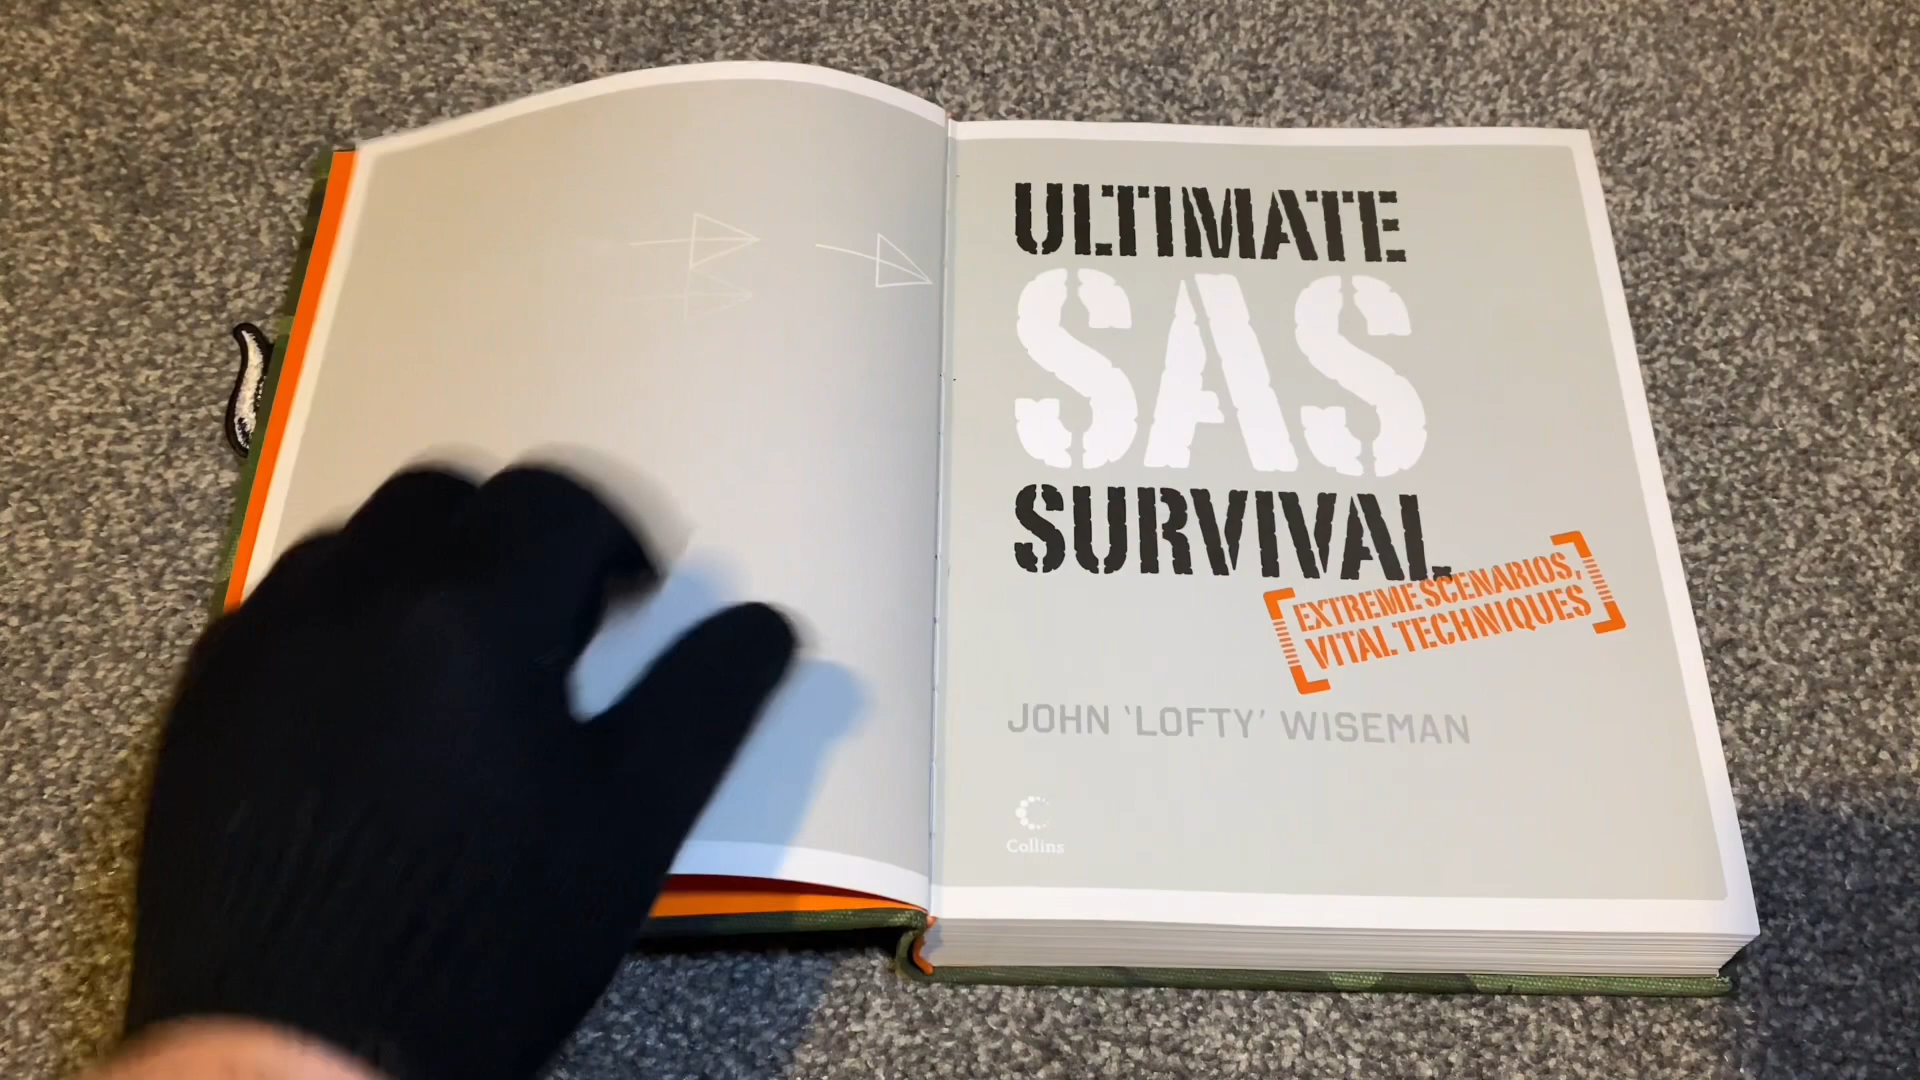 ULTIMATE
SAS
SURVIVAL
EXTREME SCENARIOS,
VITAL TECHNIQUES
JOHN ‘LOFTY’ WISEMAN
Collins